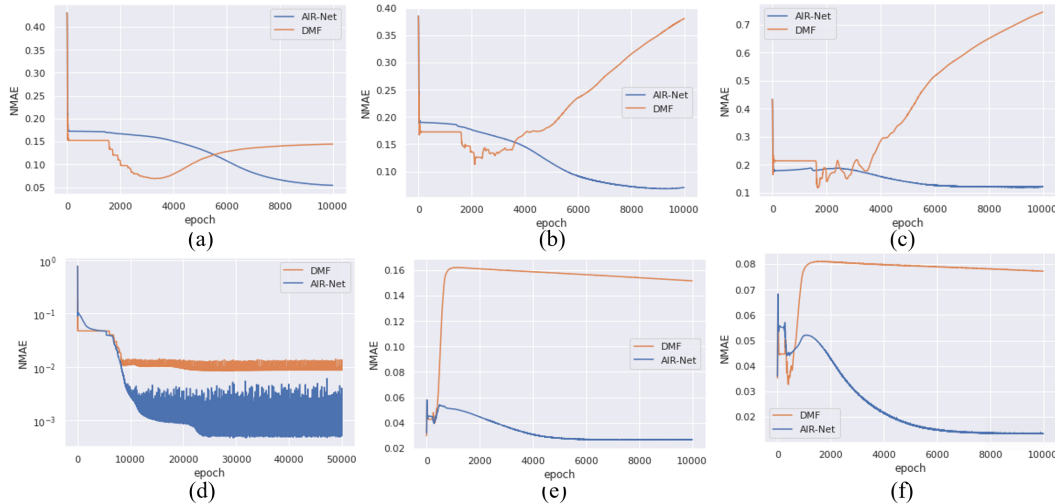 0.40
0.35
0.30
0.25
0.20
0.15
0.10
0.05
NMAE
AIR-Net
DMF
0 2000 4000 6000 8000 10000
epoch
(a)
0.40
0.35
0.30
0.25
0.20
0.15
0.10
NMAE
AIR-Net
DMF
0 2000 4000 6000 8000 10000
epoch
(b)
0.7
0.6
0.5
0.4
0.3
0.2
0.1
NMAE
AIR-Net
DMF
0 2000 4000 6000 8000 10000
epoch
(c)
10^0
10^-1
10^-2
10^-3
NMAE
DMF
AIR-Net
0 10000 20000 30000 40000 50000
epoch
(d)
0.16
0.14
0.12
0.10
0.08
0.06
0.04
0.02
NMAE
DMF
AIR-Net
0 2000 4000 6000 8000 10000
epoch
(e)
0.08
0.07
0.06
0.05
0.04
0.03
0.02
NMAE
DMF
AIR-Net
0 2000 4000 6000 8000 10000
epoch
(f)